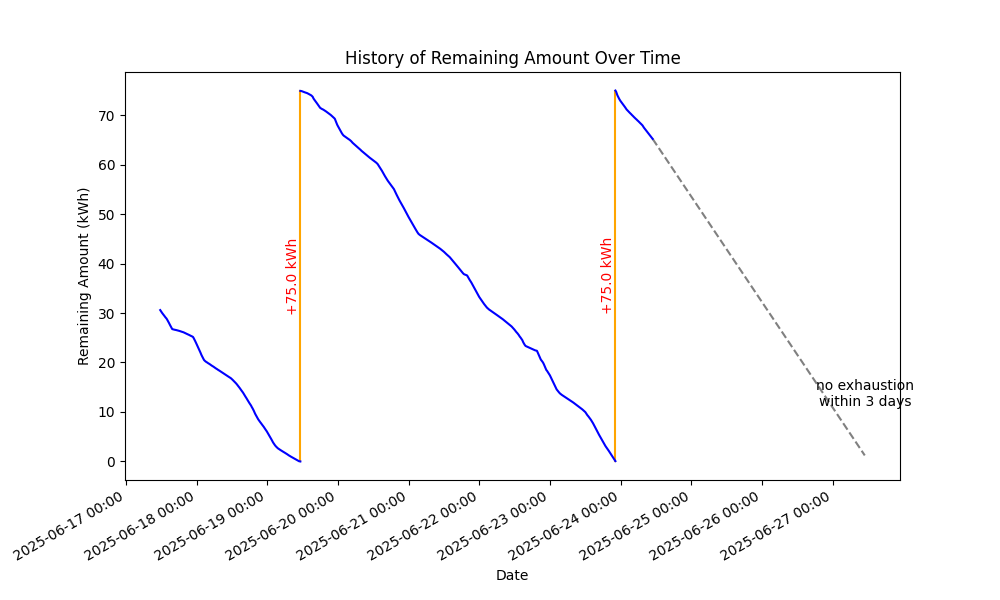 History of Remaining Amount Over Time
Remaining Amount (kWh)
70
60
50
40
30
20
10
0
+75.0 kWh
+75.0 kWh
no exhaustion
within 3 days
2025-06-17 00:00
2025-06-18 00:00
2025-06-19 00:00
2025-06-20 00:00
2025-06-21 00:00
2025-06-22 00:00
2025-06-23 00:00
2025-06-24 00:00
2025-06-25 00:00
2025-06-26 00:00
2025-06-27 00:00
Date